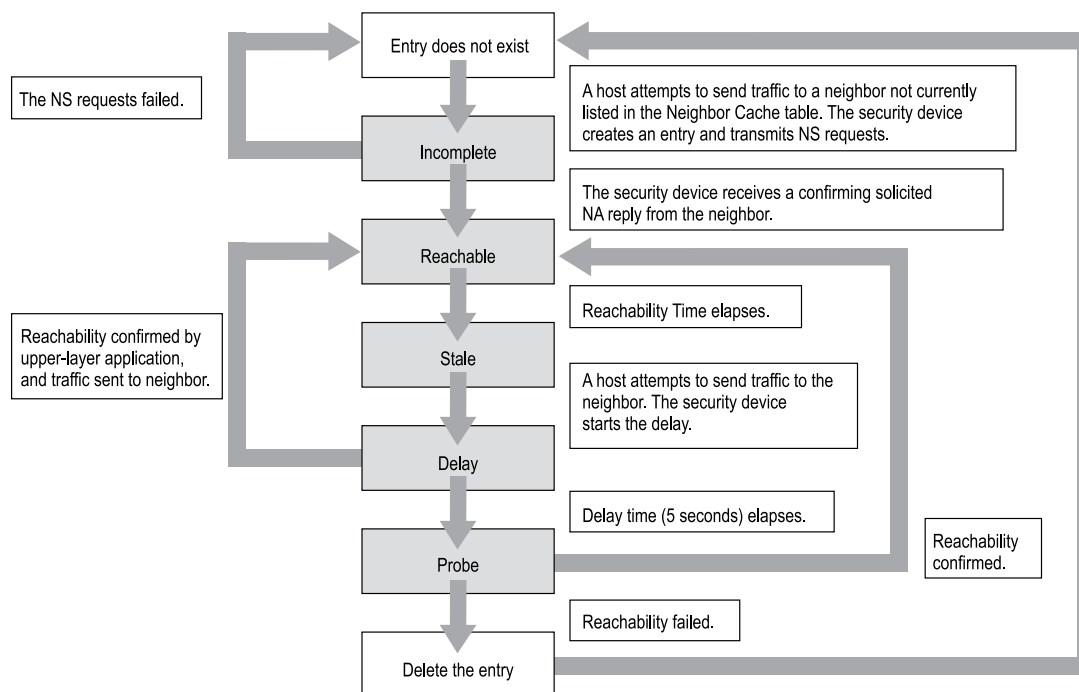 Entry does not exist
The NS requests failed.
A host attempts to send traffic to a neighbor not currently
listed in the Neighbor Cache table. The security device
creates an entry and transmits NS requests.
Incomplete
The security device receives a confirming solicited
NA reply from the neighbor.
Reachable
Reachability Time elapses.
Reachability confirmed by
upper-layer application,
and traffic sent to neighbor.
Stale
A host attempts to send traffic to the
neighbor. The security device
starts the delay.
Delay
Delay time (5 seconds) elapses.
Reachability
confirmed.
Probe
Reachability failed.
Delete the entry